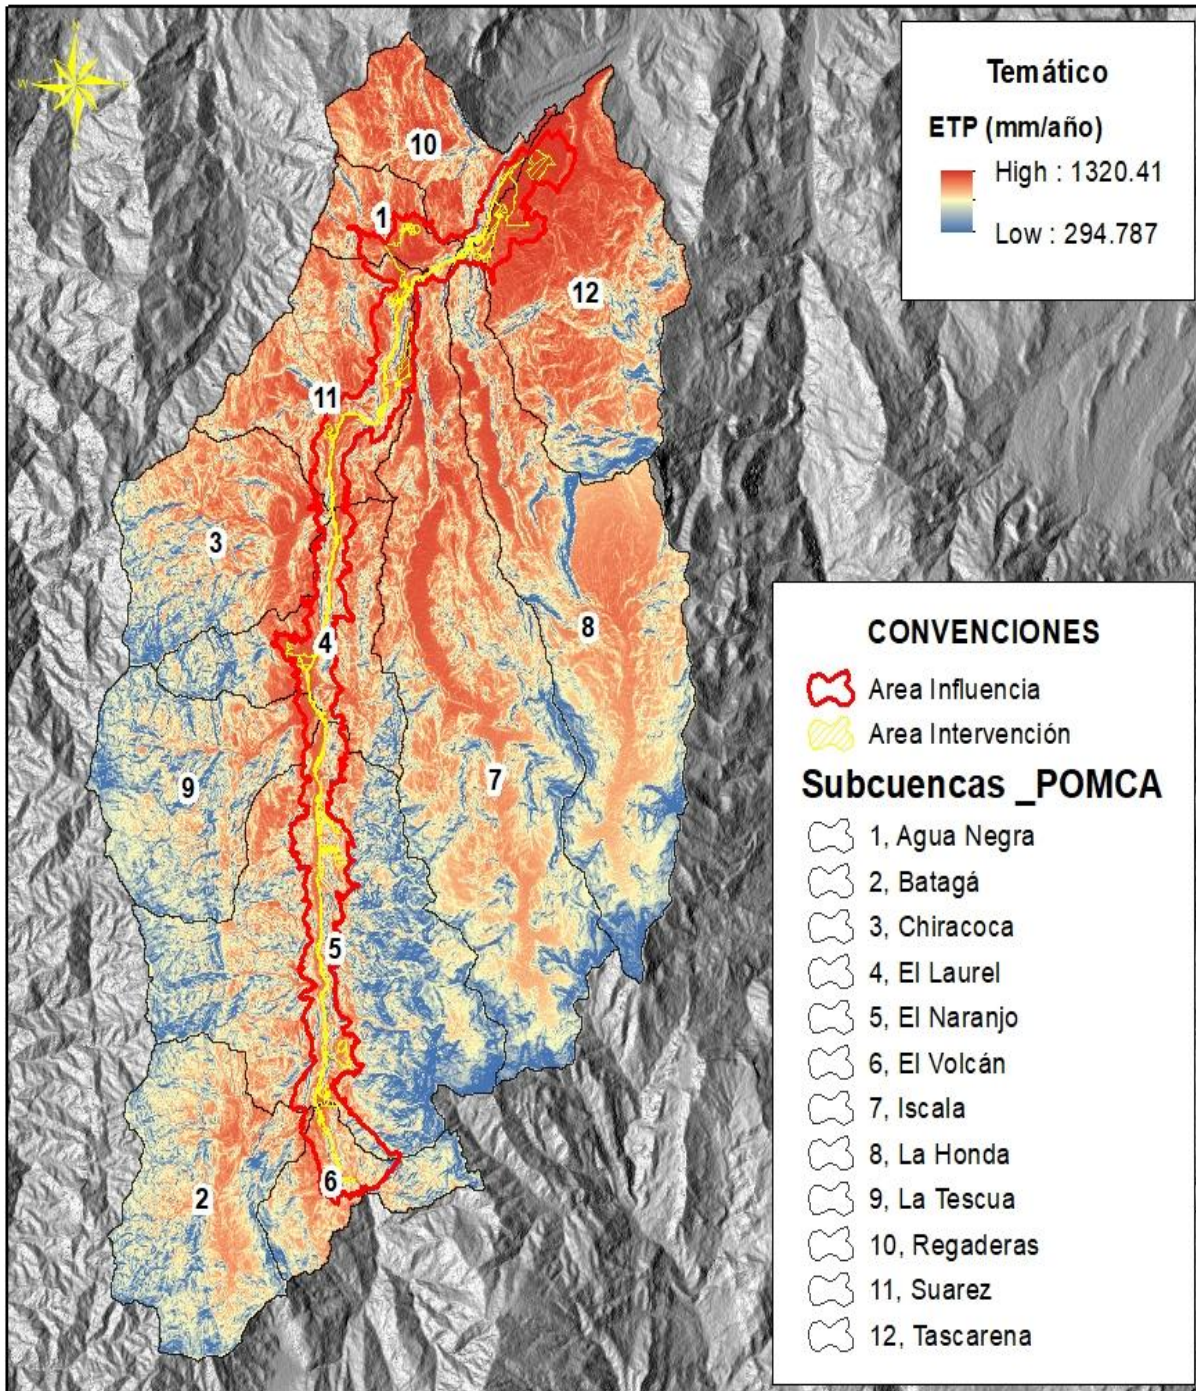 N
W
E
S
Temático
ETP (mm/año)
High : 1320.41
Low : 294.787
10
1
12
11
3
4
8
7
9
5
6
2
CONVENCIONES
Area Influencia
Area Intervención
Subcuencas _POMCA
1, Agua Negra
2, Batagá
3, Chiracoca
4, El Laurel
5, El Naranjo
6, El Volcán
7, Iscala
8, La Honda
9, La Tescua
10, Regaderas
11, Suarez
12, Tascarena